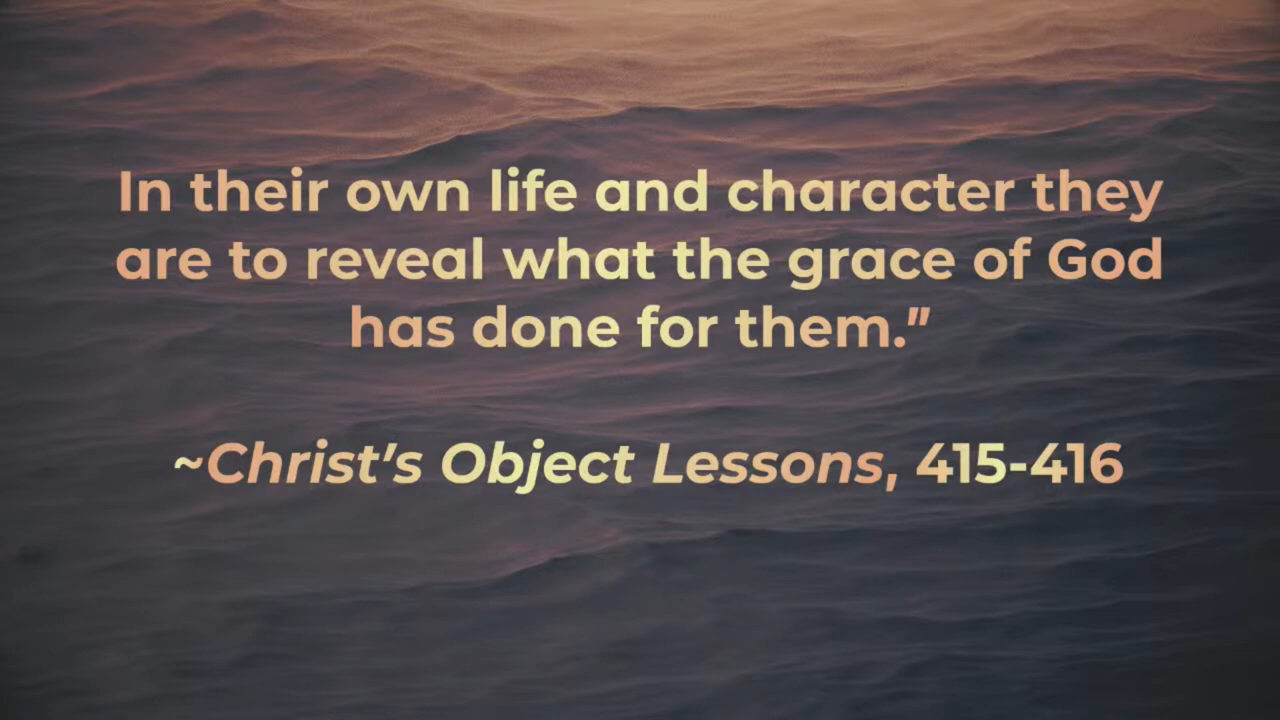 In their own life and character they
are to reveal what the grace of God
has done for them.”
~Christ’s Object Lessons, 415-416